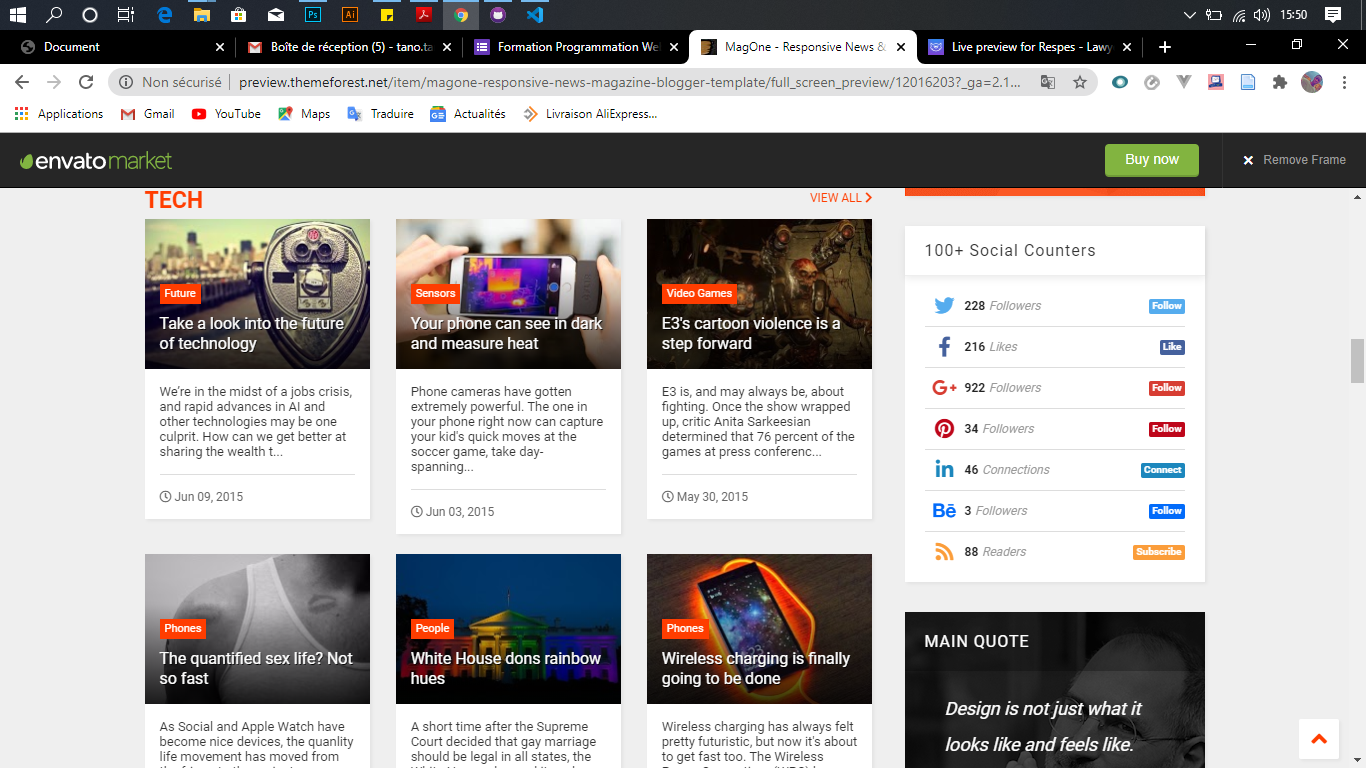 15:50
Document
Boîte de réception (5) - tano.ta
Formation Programmation We
MagOne - Responsive News &
Live preview for Respes - Lawy
Non sécurisé
preview.themeforest.net/item/magone-responsive-news-magazine-blogger-template/full_screen_preview/12016203?_ga=2.1...
Applications
Gmail
YouTube
Maps
Traduire
Actualités
Livraison AliExpress...
envato market
Buy now
Remove Frame
TECH
VIEW ALL
Future
Take a look into the future
of technology
We're in the midst of a jobs crisis,
and rapid advances in AI and
other technologies may be one
culprit. How can we get better at
sharing the wealth t...
Jun 09, 2015
Sensors
Your phone can see in dark
and measure heat
Phone cameras have gotten
extremely powerful. The one in
your phone right now can capture
your kid's quick moves at the
soccer game, take day-
spanning...
Jun 03, 2015
Video Games
E3's cartoon violence is a
step forward
E3 is, and may always be, about
fighting. Once the show wrapped
up, critic Anita Sarkeesian
determined that 76 percent of the
games at press conferenc...
May 30, 2015
Phones
The quantified sex life? Not
so fast
As Social and Apple Watch have
become nice devices, the quanlity
life movement has moved from
People
White House dons rainbow
hues
A short time after the Supreme
Court decided that gay marriage
should be legal in all states, the
Phones
Wireless charging is finally
going to be done
Wireless charging has always felt
pretty futuristic, but now it's about
to get fast too. The Wireless
100+ Social Counters
228 Followers Follow
216 Likes Like
922 Followers Follow
34 Followers Follow
46 Connections Connect
3 Followers Follow
88 Readers Subscribe
MAIN QUOTE
Design is not just what it
looks like and feels like.